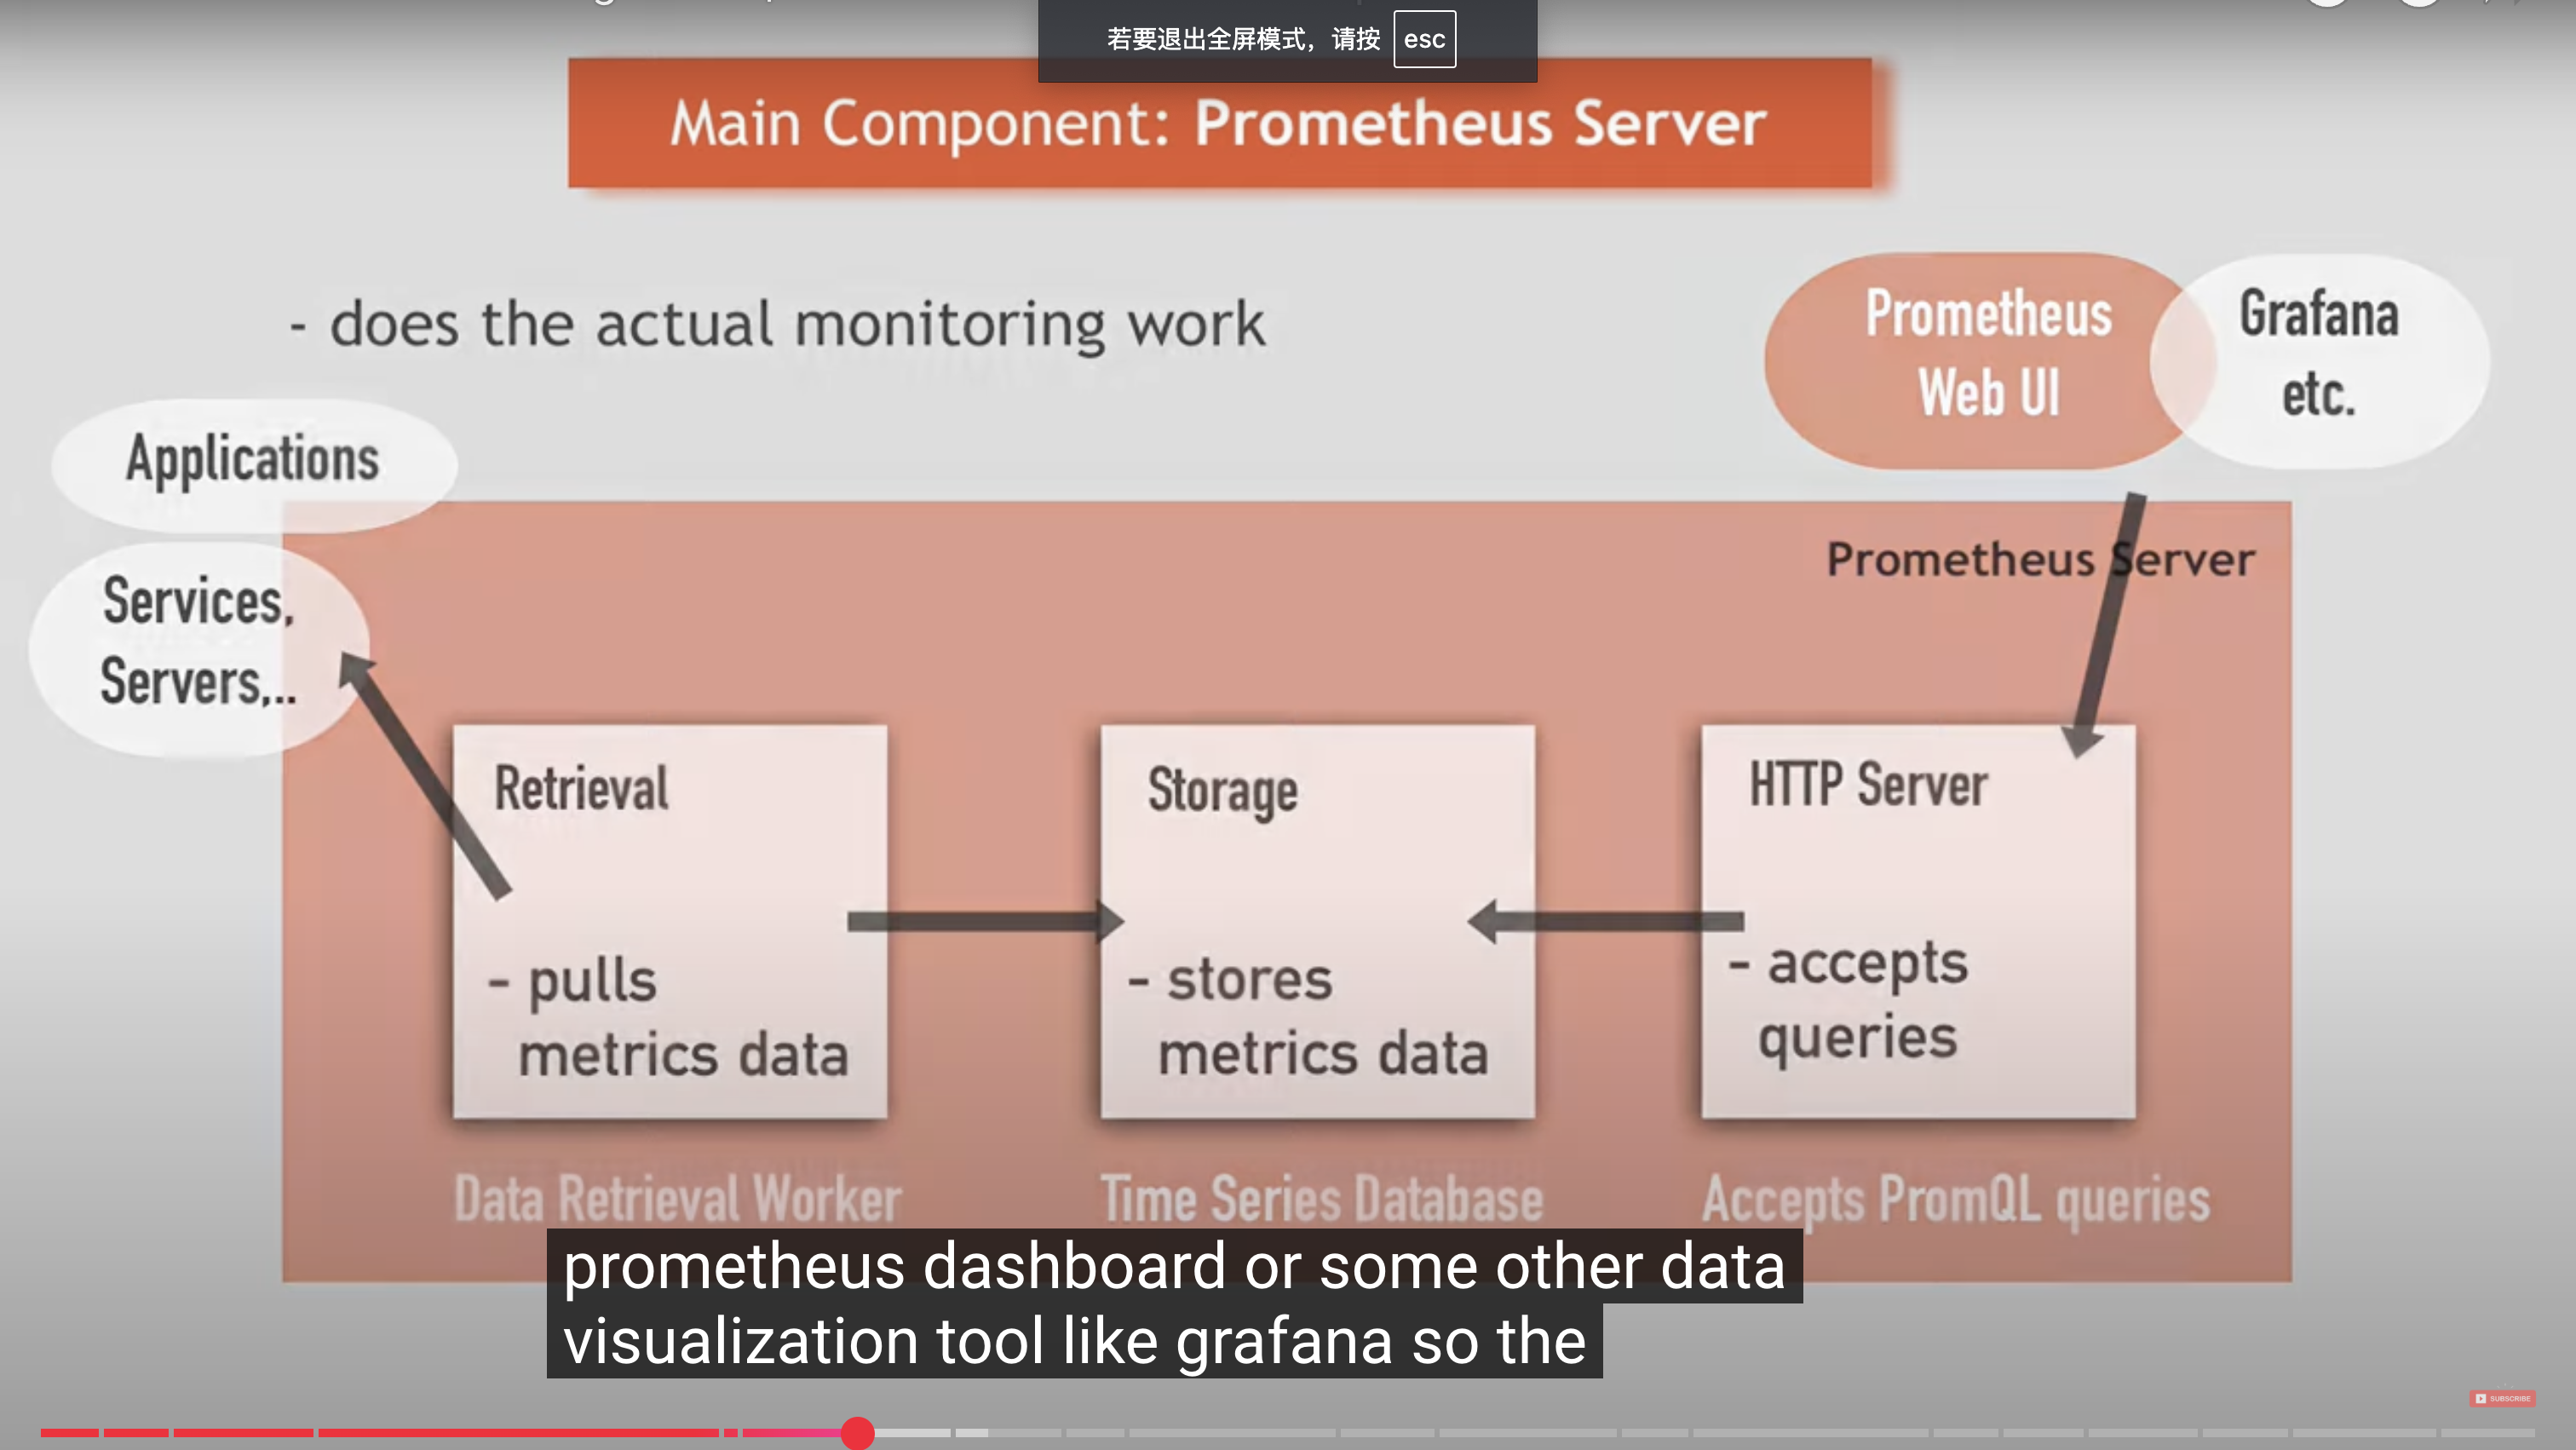 若要退出全屏模式，请按 esc
Main Component: Prometheus Server
- does the actual monitoring work
Prometheus
Web UI
Grafana
etc.
Applications
Services,
Servers,..
Prometheus Server
Retrieval
- pulls
metrics data
Storage
- stores
metrics data
HTTP Server
- accepts
queries
Data Retrieval Worker
Time Series Database
Accepts PromQL queries
prometheus dashboard or some other data
visualization tool like grafana so the
SUBSCRIBE